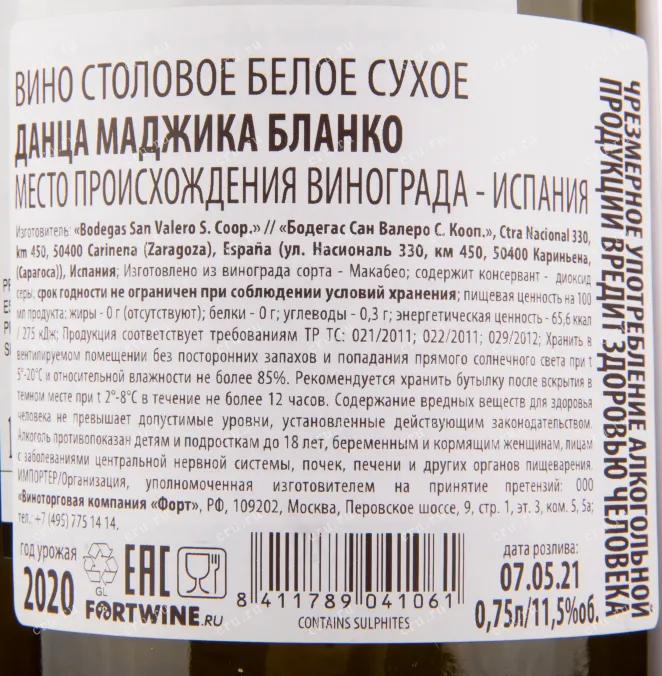 ВИНО СТОЛОВОЕ БЕЛОЕ СУХОЕ
ДАНЦА МАДЖИКА БЛАНКО
МЕСТО ПРОИСХОЖДЕНИЯ ВИНОГРАДА - ИСПАНИЯ
Изготовитель: «Bodegas San Valero S. Coop.» // «Бодегас Сан Валеро С. Кооп.», Ctra Nacional 330,
km 450, 50400 Carinena (Zaragoza), España (ул. Насиональ 330, км 450, 50400 Кариньена,
(Сарагоса)), Испания; Изготовлено из винограда сорта - Макабео; содержит консервант - диоксид
серы; срок годности не ограничен при соблюдении условий хранения; пищевая ценность на 100
мл продукта: жиры - 0 г (отсутствуют); белки - 0 г; углеводы - 0,3 г; энергетическая ценность - 65,6 ккал
/ 275 кДж; Продукция соответствует требованиям ТР ТС: 021/2011; 022/2011; 029/2012; Хранить в
вентилируемом помещении без посторонних запахов и попадания прямого солнечного света при t
5°-20°С и относительной влажности не более 85%. Рекомендуется хранить бутылку после вскрытия в
темном месте при t 2°-8°С в течение не более 12 часов. Содержание вредных веществ для здоровья
человека не превышает допустимые уровни, установленные действующим законодательством.
Алкоголь противопоказан детям и подросткам до 18 лет, беременным и кормящим женщинам, лицам
с заболеваниями центральной нервной системы, почек, печени и других органов пищеварения.
ИМПОРТЕР/Организация, уполномоченная изготовителем на принятие претензий: ООО
«Виноторговая компания «Форт», РФ, 109202, Москва, Перовское шоссе, 9, стр. 1, эт. 3, ком. 5, 5а;
тел.: +7 (495) 775 14 14,
год урожая
2020
GL
EAC
FORTWINE.RU
8 411789 041061
CONTAINS SULPHITES
дата розлива:
07.05.21
0,75л/11,5%об.
ЧРЕЗМЕРНОЕ УПОТРЕБЛЕНИЕ АЛКОГОЛЬНОЙ
ПРОДУКЦИИ ВРЕДИТ ЗДОРОВЬЮ ЧЕЛОВЕКА